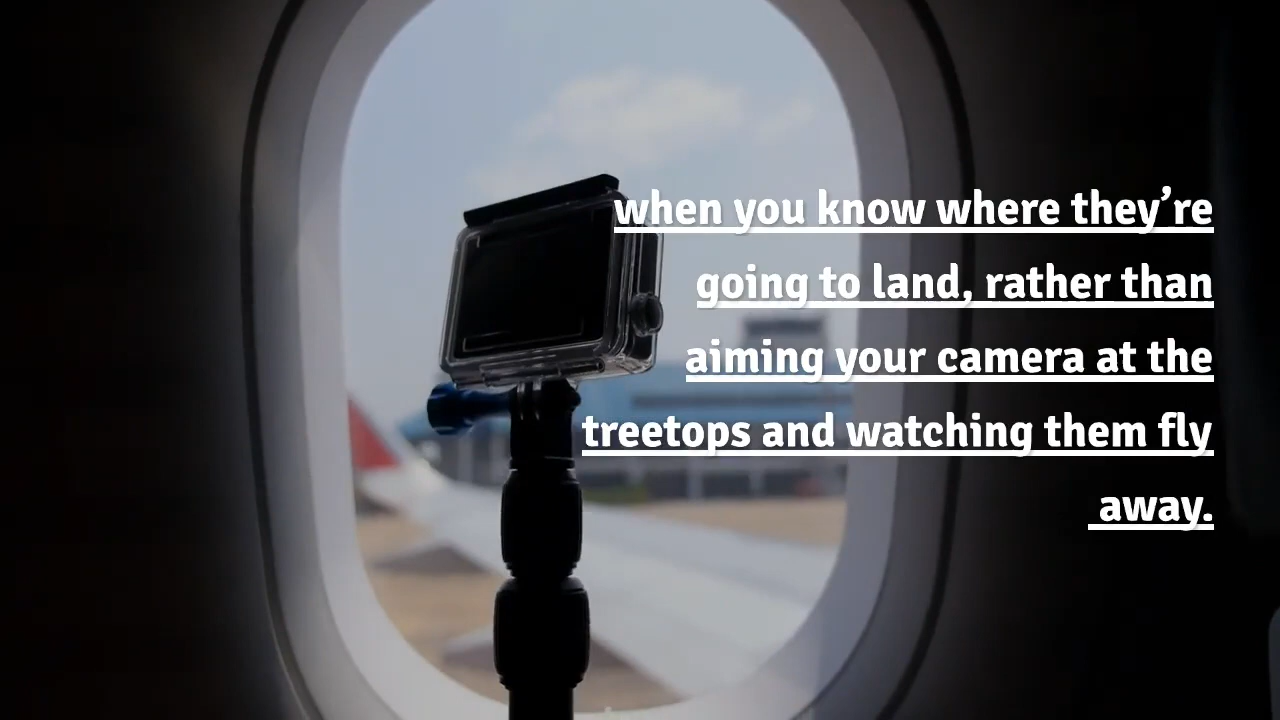 when you know where they’re
going to land, rather than
aiming your camera at the
treetops and watching them fly
away.